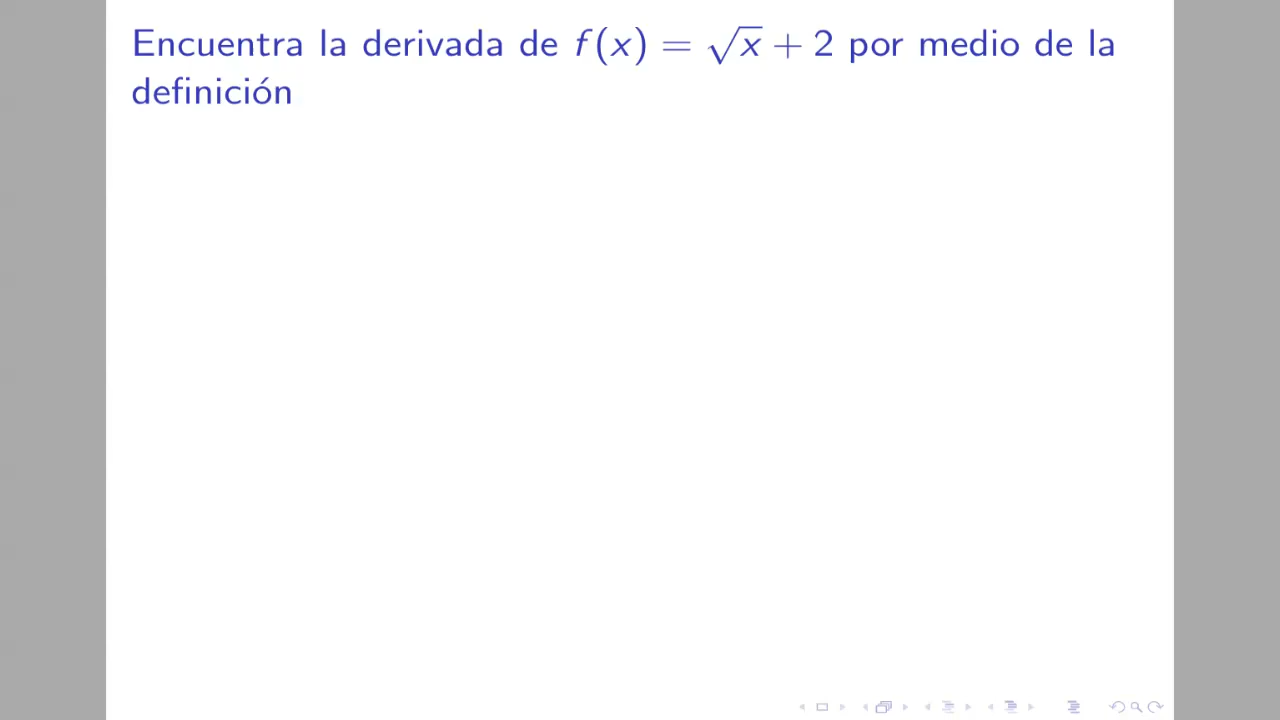 Encuentra la derivada de f(x) = √x + 2 por medio de la
definición